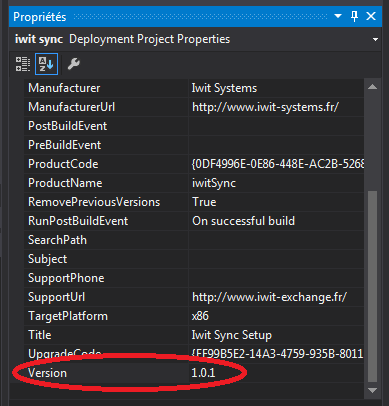 Propriétés
iwit sync Deployment Project Properties
Manufacturer Iwit Systems
ManufacturerUrl http://www.iwit-systems.fr/
PostBuildEvent
PreBuildEvent
ProductCode {0DF4996E-0E86-448E-AC2B-5268
ProductName iwitSync
RemovePreviousVersions True
RunPostBuildEvent On successful build
SearchPath
Subject
SupportPhone
SupportUrl http://www.iwit-exchange.fr/
TargetPlatform x86
Title Iwit Sync Setup
UpgradeCode {FF99B5E2-14A3-4759-935B-8011
Version 1.0.1